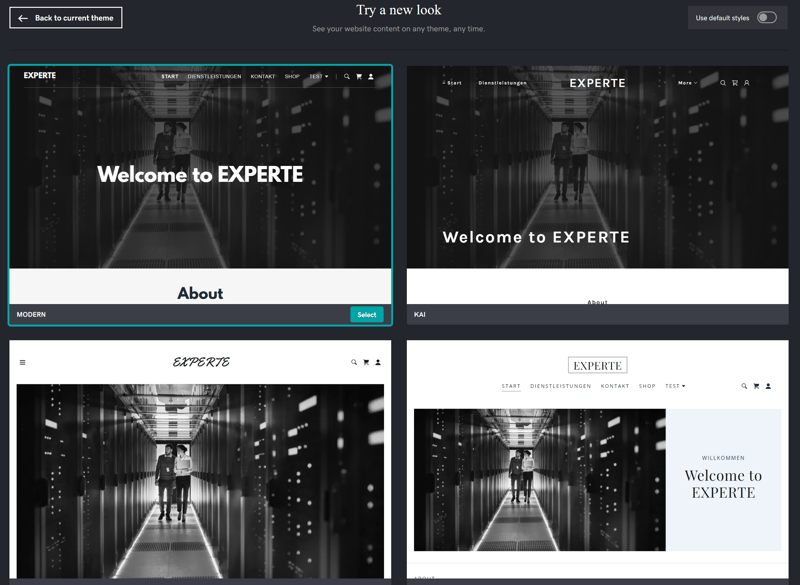 Back to current theme
Try a new look
See your website content on any theme, any time.
Use default styles
EXPERTE
START DIENSTLEISTUNGEN KONTAKT SHOP TEST
Welcome to EXPERTE
About
MODERN
Select
Start Dienstleistungen
EXPERTE
More
Welcome to EXPERTE
About
KAI
EXPERTE
EXPERTE
START DIENSTLEISTUNGEN KONTAKT SHOP TEST
WILLKOMMEN
Welcome to
EXPERTE
ABOUT